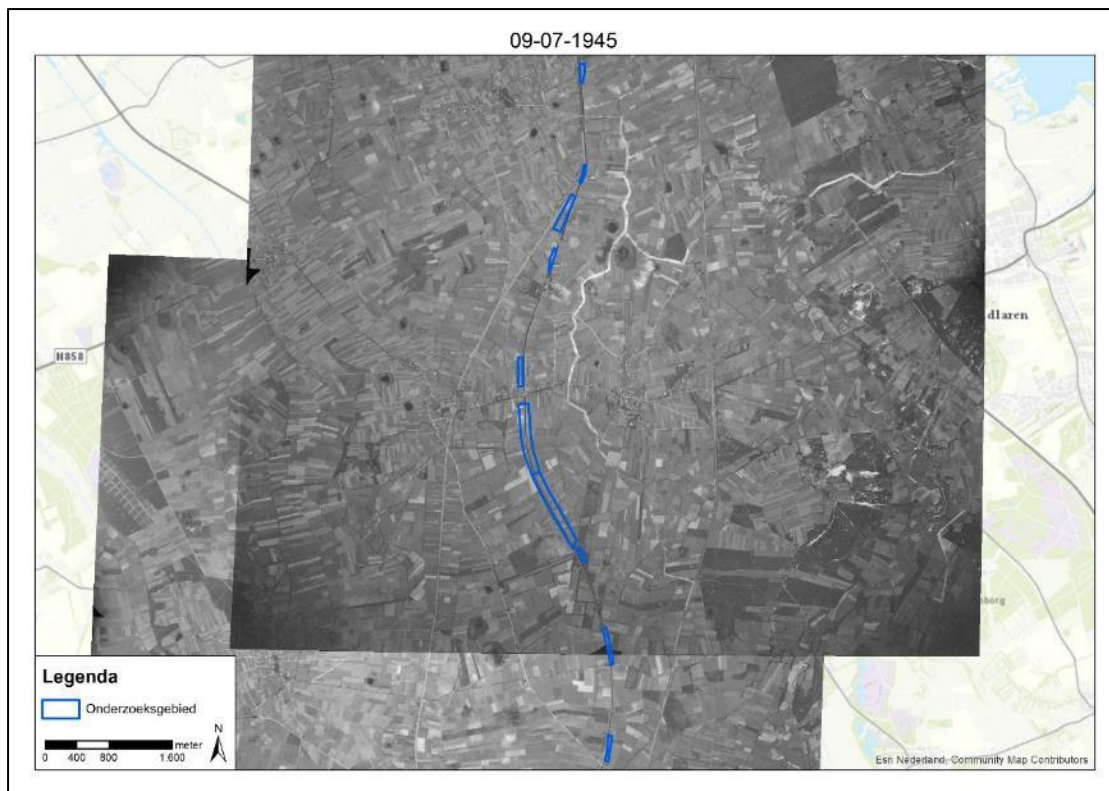 09-07-1945
N858
dlaren
Legenda
Onderzoeksgebied
N
meter
0 400 800 1.600
Esri Nederland, Community Map Contributors